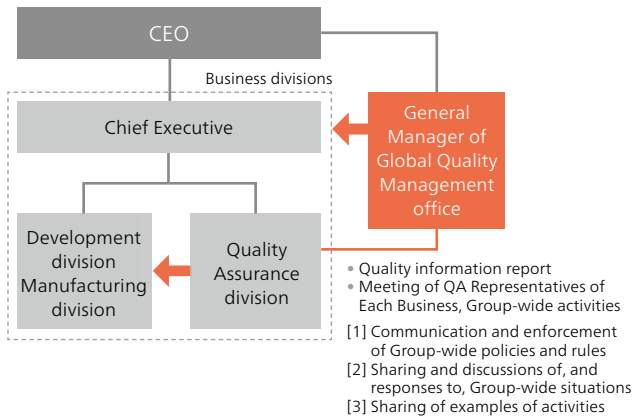 CEO
Business divisions
Chief Executive
General
Manager of
Global Quality
Management
office
Development
division
Manufacturing
division
Quality
Assurance
division
• Quality information report
• Meeting of QA Representatives of
Each Business, Group-wide activities
[1] Communication and enforcement
of Group-wide policies and rules
[2] Sharing and discussions of, and
responses to, Group-wide situations
[3] Sharing of examples of activities